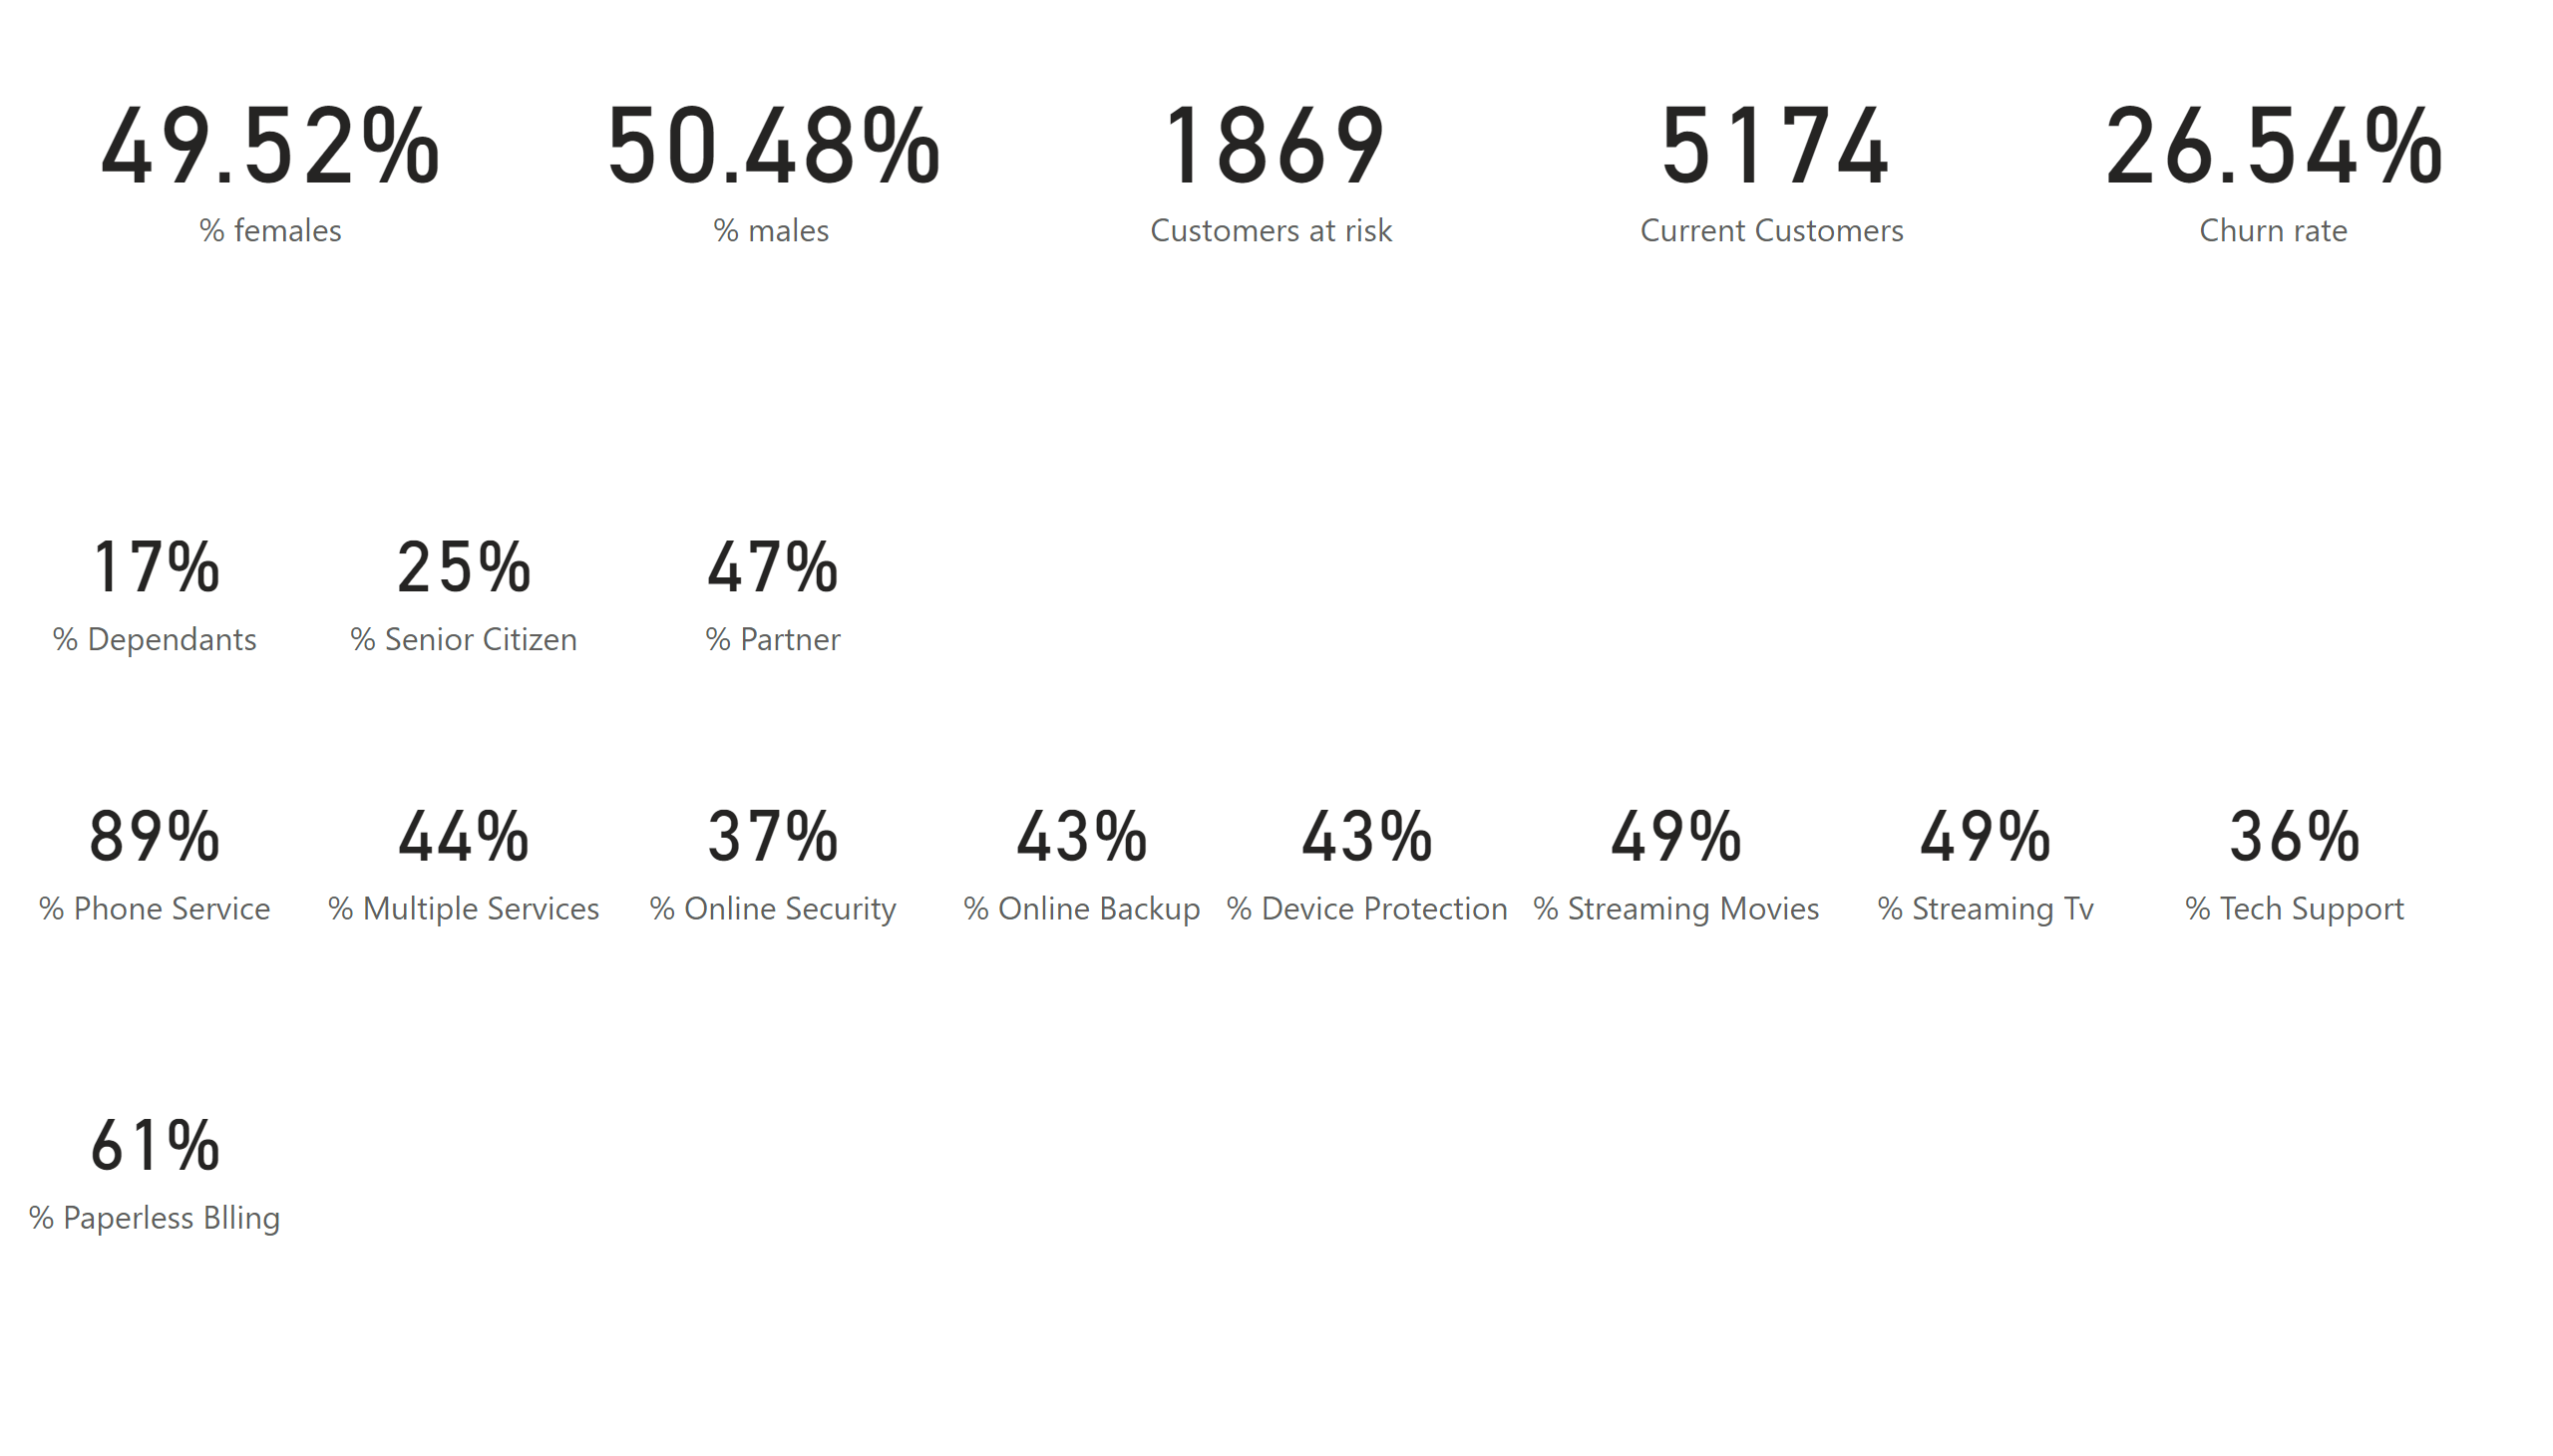 49.52% 50.48% 1869 5174 26.54%
% females % males Customers at risk Current Customers Churn rate
17% 25% 47%
% Dependants % Senior Citizen % Partner
89% 44% 37% 43% 43% 49% 49% 36%
% Phone Service % Multiple Services % Online Security % Online Backup % Device Protection % Streaming Movies % Streaming Tv % Tech Support
61%
% Paperless Blling